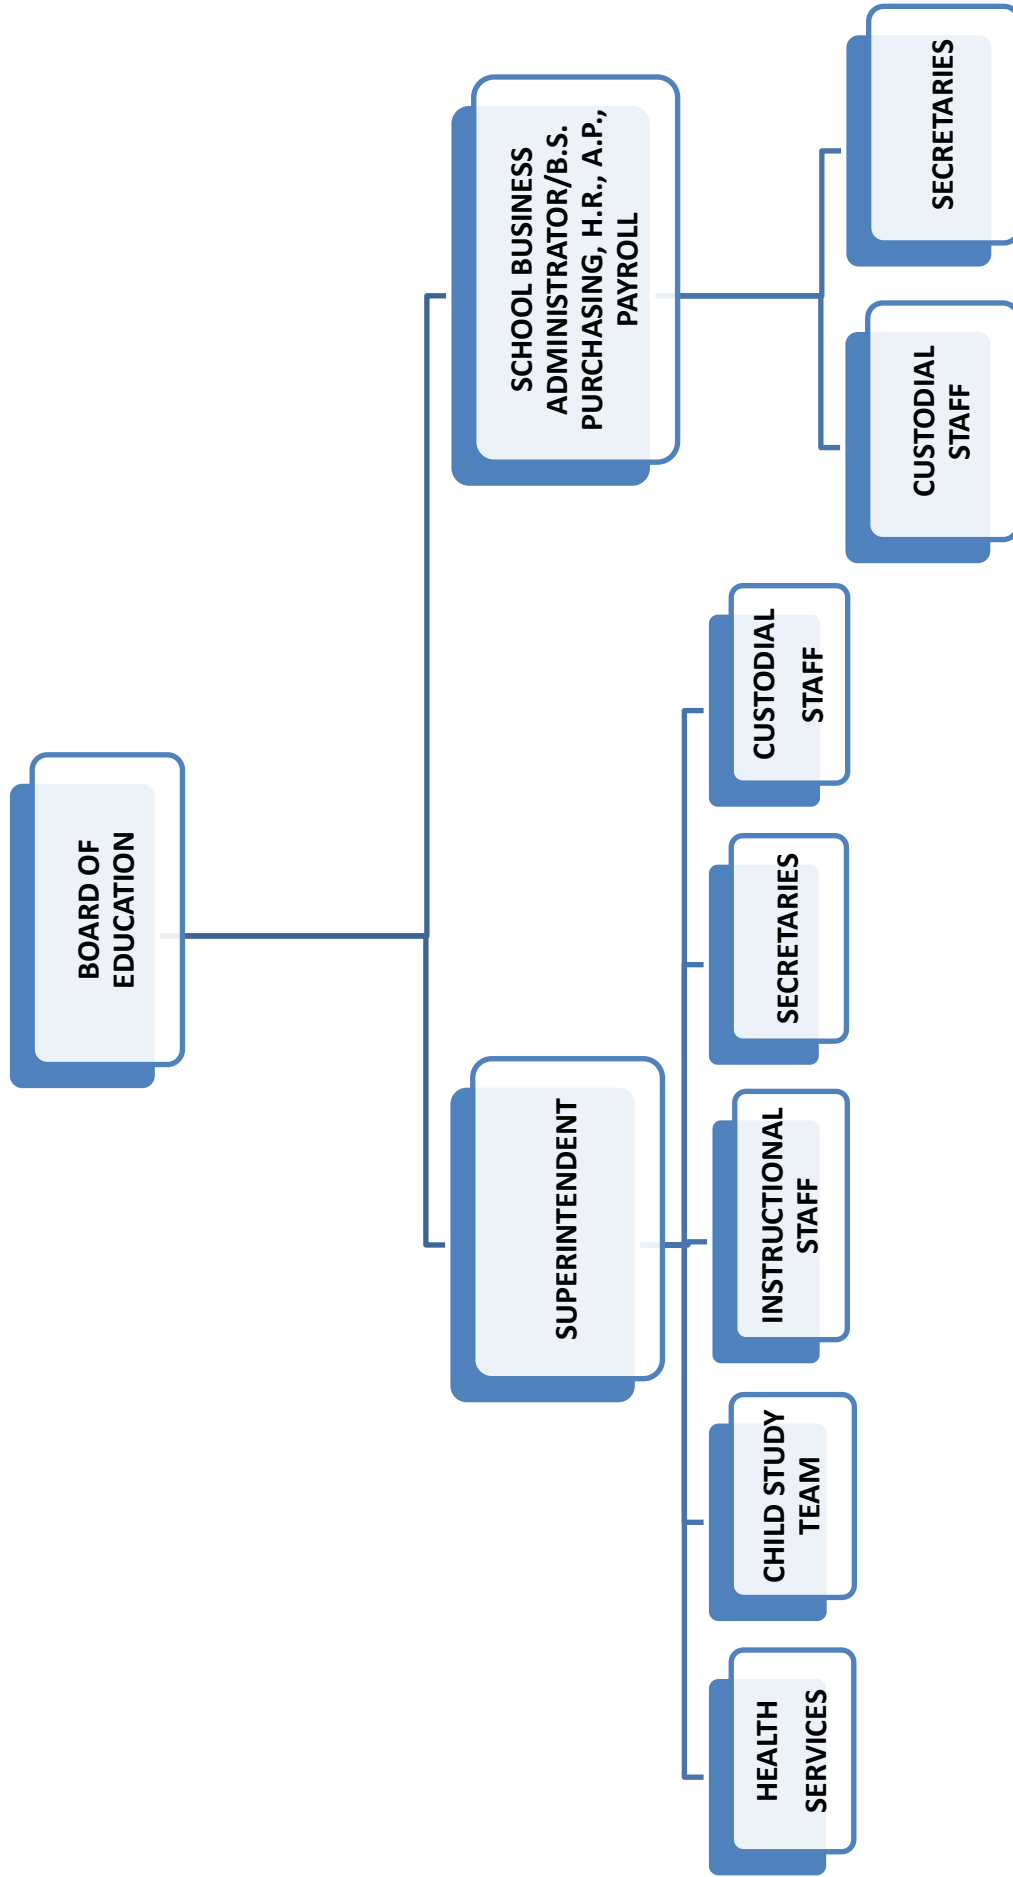 BOARD OF
EDUCATION
SUPERINTENDENT
SCHOOL BUSINESS
ADMINISTRATOR/B.S.
PURCHASING, H.R., A.P.,
PAYROLL
HEALTH
SERVICES
CHILD STUDY
TEAM
INSTRUCTIONAL
STAFF
SECRETARIES
CUSTODIAL
STAFF
CUSTODIAL
STAFF
SECRETARIES